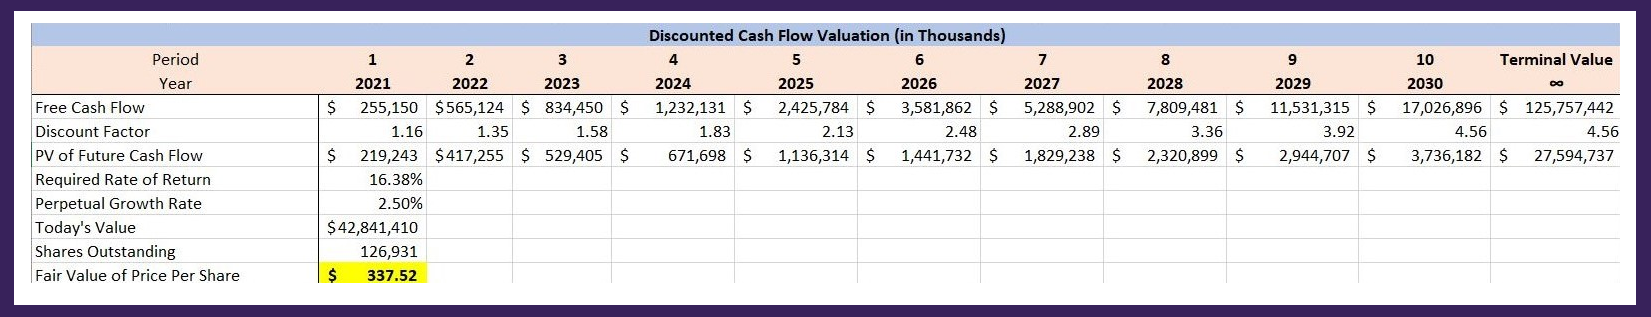 Discounted Cash Flow Valuation (in Thousands)
Period 1 2 3 4 5 6 7 8 9 10 Terminal Value
Year 2021 2022 2023 2024 2025 2026 2027 2028 2029 2030 ∞
Free Cash Flow $ 255,150 $565,124 $ 834,450 $ 1,232,131 $ 2,425,784 $ 3,581,862 $ 5,288,902 $ 7,809,481 $ 11,531,315 $ 17,026,896 $ 125,757,442
Discount Factor 1.16 1.35 1.58 1.83 2.13 2.48 2.89 3.36 3.92 4.56 4.56
PV of Future Cash Flow $ 219,243 $417,255 $ 529,405 $ 671,698 $ 1,136,314 $ 1,441,732 $ 1,829,238 $ 2,320,899 $ 2,944,707 $ 3,736,182 $ 27,594,737
Required Rate of Return 16.38%
Perpetual Growth Rate 2.50%
Today's Value $42,841,410
Shares Outstanding 126,931
Fair Value of Price Per Share $ 337.52